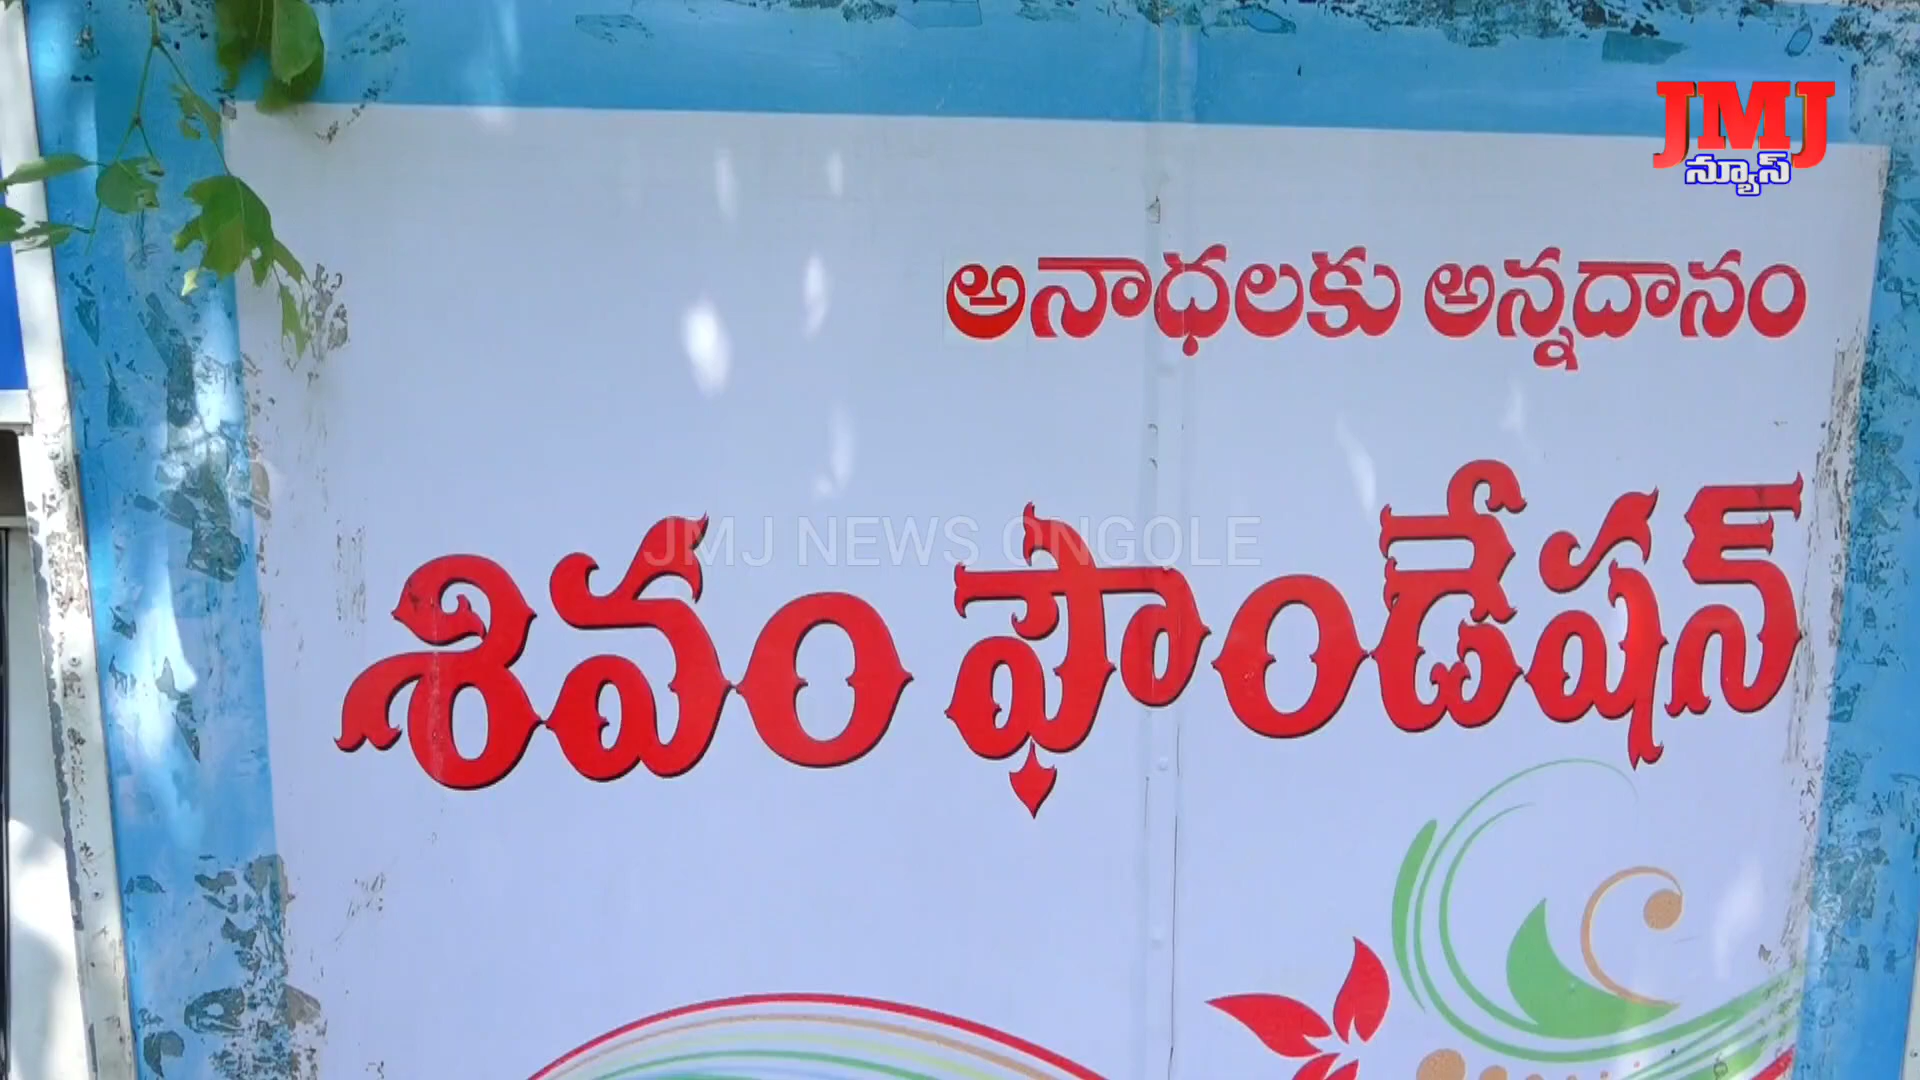 JMJ
న్యూస్
అనాధలకు అన్నదానం
శివం ఫౌండేషన్
JMJ NEWS ONGOLE